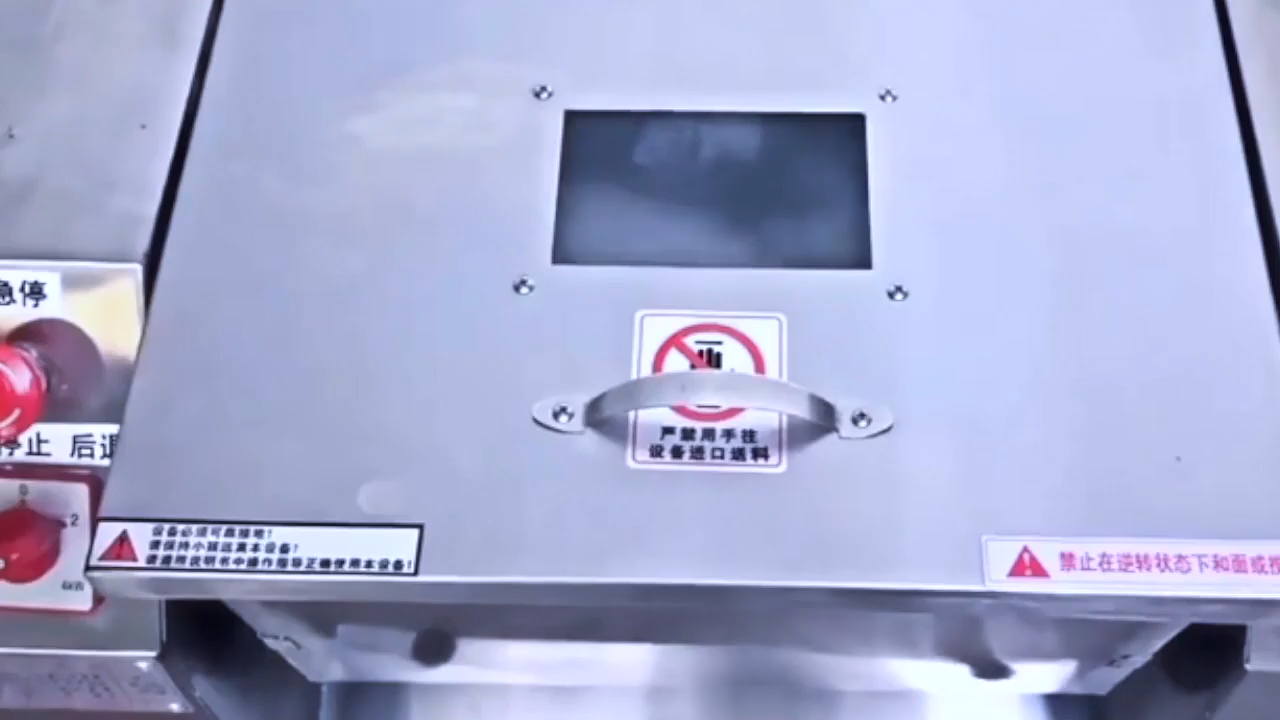 急停
停止 后退
0
2
严禁用手往
设备进口送料
设备必须可靠接地!
请保持小孩远离本设备!
请遵照说明书中操作指导正确使用本设备!
禁止在逆转状态下和面或